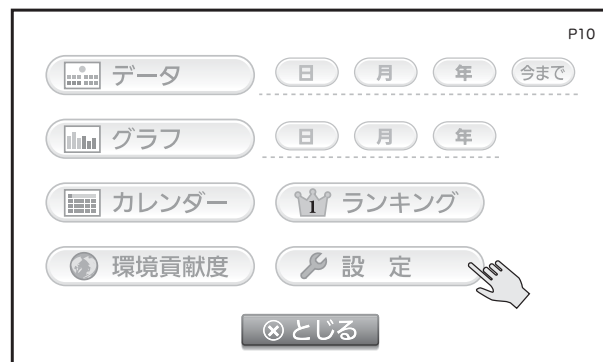 P10
データ 日 月 年 今まで
グラフ 日 月 年
カレンダー 1 ランキング
環境貢献度 設 定
とじる